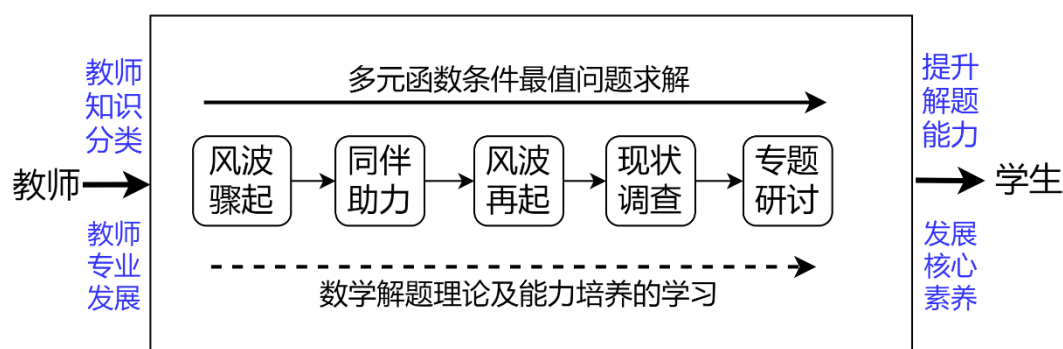 教师
知识
分类
教师
教师
专业
发展
多元函数条件最值问题求解
风波
骤起
同伴
助力
风波
再起
现状
调查
专题
研讨
数学解题理论及能力培养的学习
提升
解题
能力
学生
发展
核心
素养